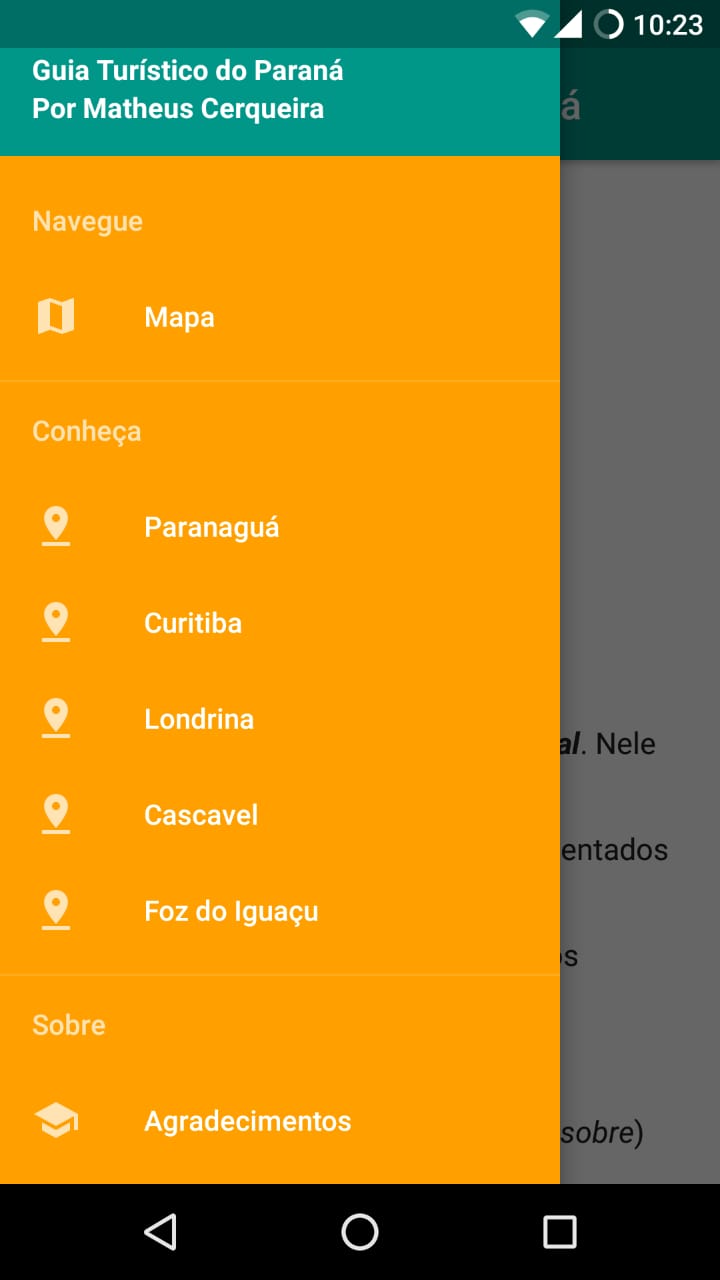 10:23
Guia Turístico do Paraná
Por Matheus Cerqueira
á
Navegue
Mapa
Conheça
Paranaguá
Curitiba
Londrina
al. Nele
Cascavel
entados
Foz do Iguaçu
os
Sobre
Agradecimentos
sobre)